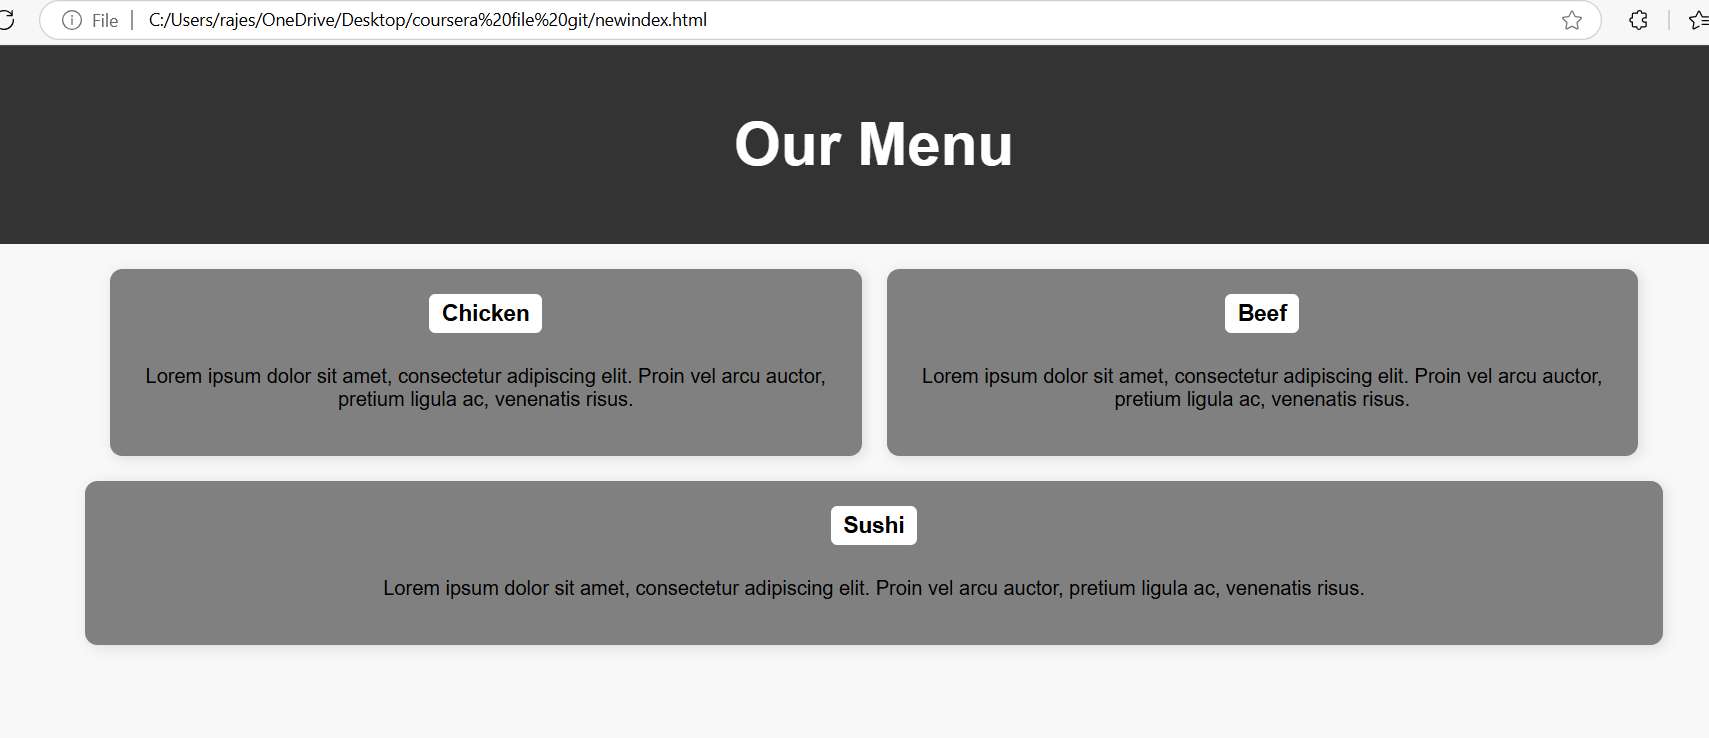 File C:/Users/rajes/OneDrive/Desktop/coursera%20file%20git/newindex.html
Our Menu
Chicken
Lorem ipsum dolor sit amet, consectetur adipiscing elit. Proin vel arcu auctor,
pretium ligula ac, venenatis risus.
Beef
Lorem ipsum dolor sit amet, consectetur adipiscing elit. Proin vel arcu auctor,
pretium ligula ac, venenatis risus.
Sushi
Lorem ipsum dolor sit amet, consectetur adipiscing elit. Proin vel arcu auctor, pretium ligula ac, venenatis risus.